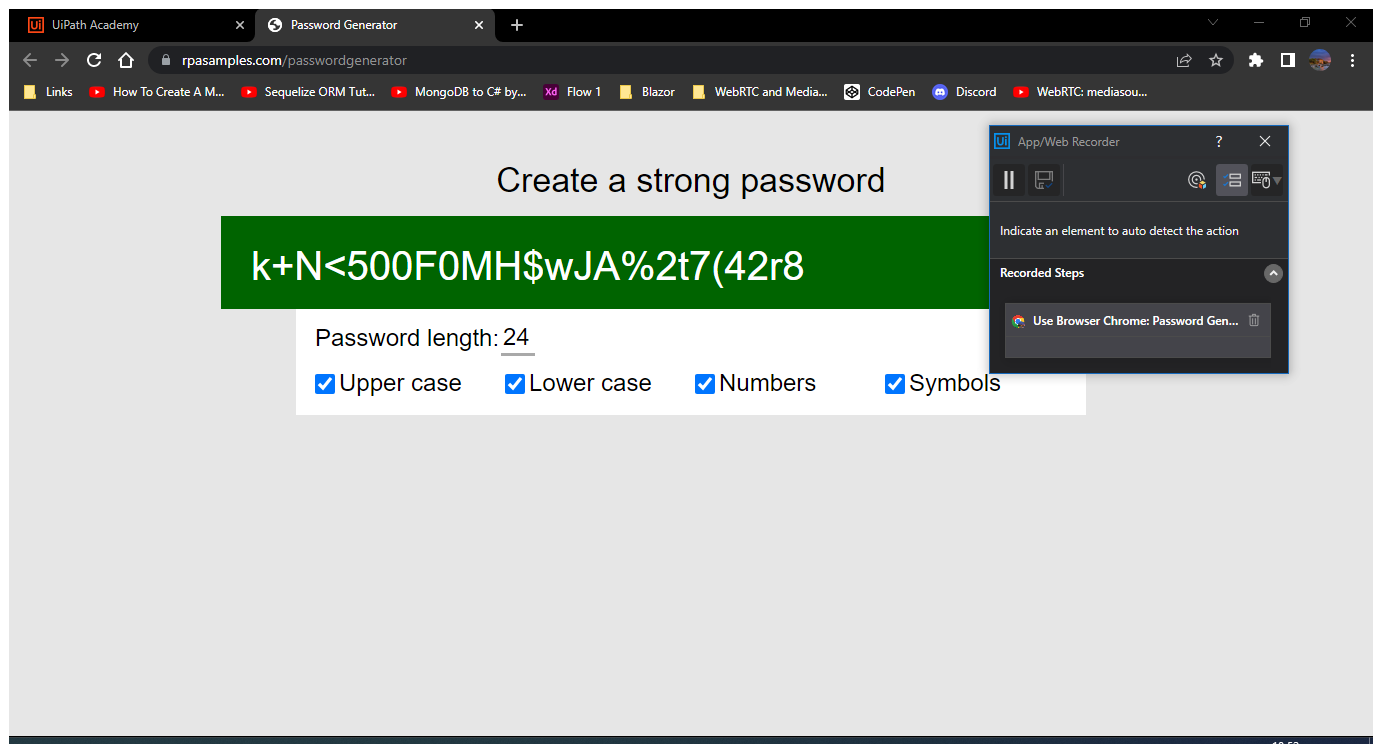 Ui UiPath Academy Password Generator
rpasamples.com/passwordgenerator
Links How To Create A M... Sequelize ORM Tut... MongoDB to C# by... Xd Flow 1 Blazor WebRTC and Media... CodePen Discord WebRTC: mediasou...
Ui App/Web Recorder ?
Create a strong password
Indicate an element to auto detect the action
k+N<500F0MH$wJA%2t7(42r8
Recorded Steps
Use Browser Chrome: Password Gen...
Password length: 24
Upper case Lower case Numbers Symbols